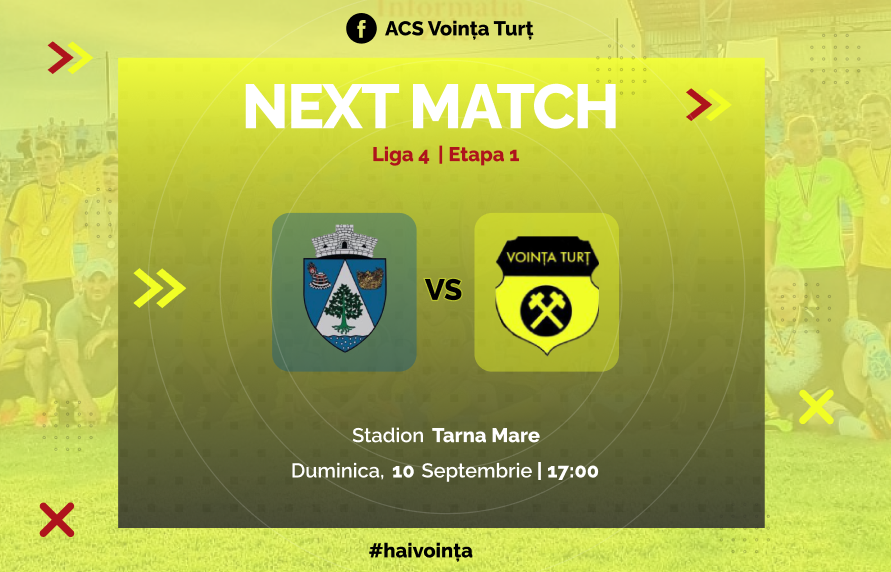 Informația
ACS Voința Turț
NEXT MATCH
Liga 4 | Etapa 1
VOINȚA TURȚ
VS
Stadion Tarna Mare
Duminica, 10 Septembrie | 17:00
#haivoința